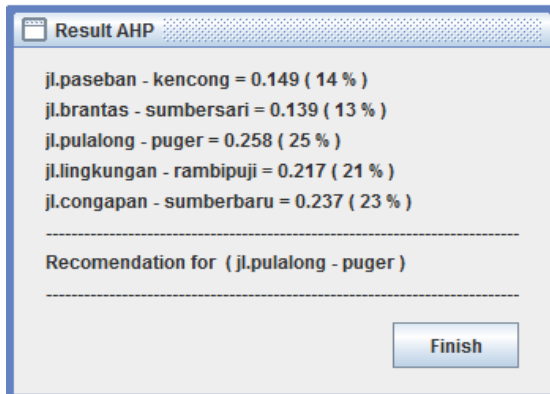 Result AHP
jl.paseban - kencong = 0.149 ( 14 % )
jl.brantas - sumbersari = 0.139 ( 13 % )
jl.pulalong - puger = 0.258 ( 25 % )
jl.lingkungan - rambipuji = 0.217 ( 21 % )
jl.congapan - sumberbaru = 0.237 ( 23 % )
--------------------------------------------------------------------------------
Recomendation for  ( jl.pulalong - puger )
--------------------------------------------------------------------------------
Finish